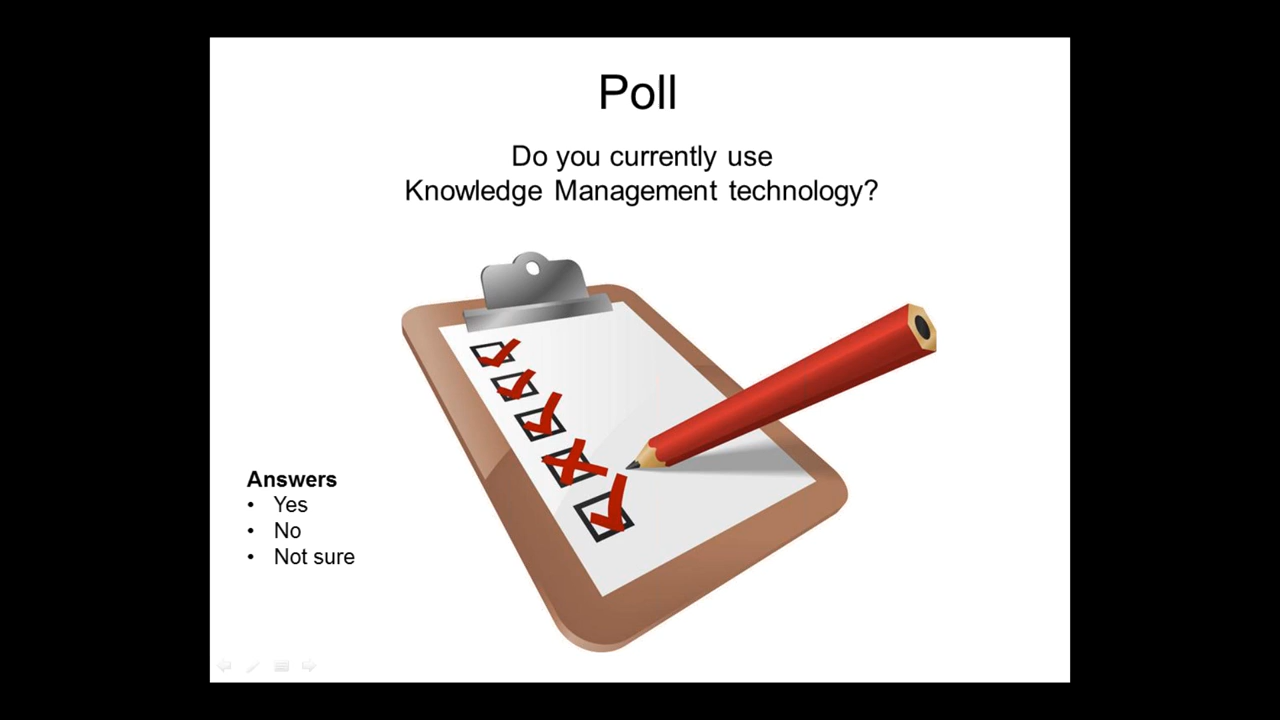 Poll
Do you currently use
Knowledge Management technology?
Answers
• Yes
• No
• Not sure